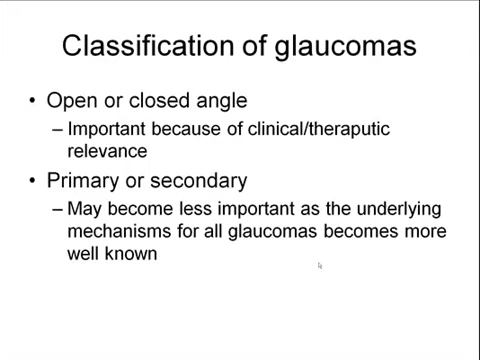 Classification of glaucomas
• Open or closed angle
– Important because of clinical/theraputic
relevance
• Primary or secondary
– May become less important as the underlying
mechanisms for all glaucomas becomes more
well known